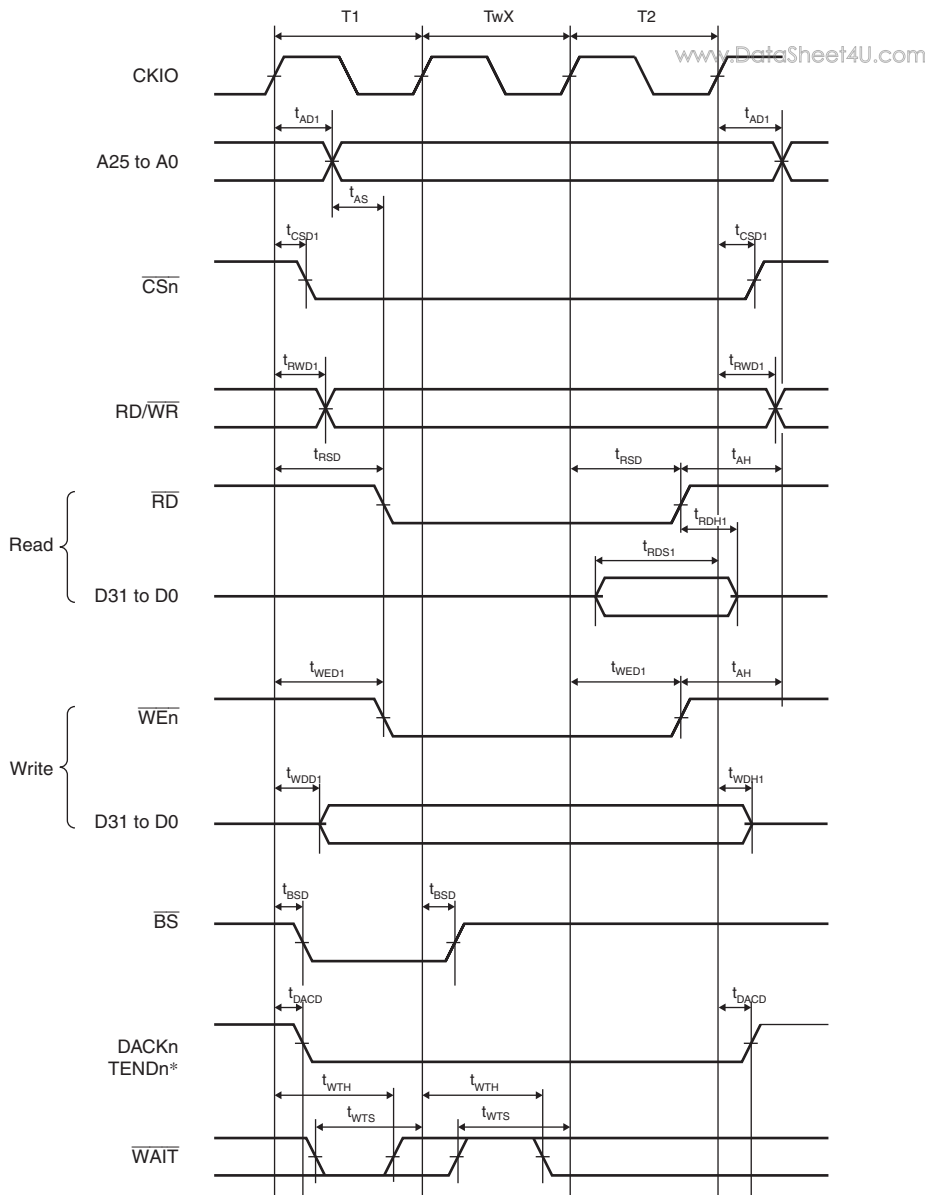 T1 TwX T2
www.DataSheet4U.com
CKIO
tAD1 tAD1
A25 to A0
tAS
tCSD1 tCSD1
CSn
tRWD1 tRWD1
RD/WR
tRSD tRSD tAH
RD
tRDH1
Read
tRDS1
D31 to D0
tWED1 tWED1 tAH
WEn
Write
tWDD1 tWDH1
D31 to D0
tBSD tBSD
BS
tDACD tDACD
DACKn
TENDn*
tWTH tWTH
tWTS tWTS
WAIT